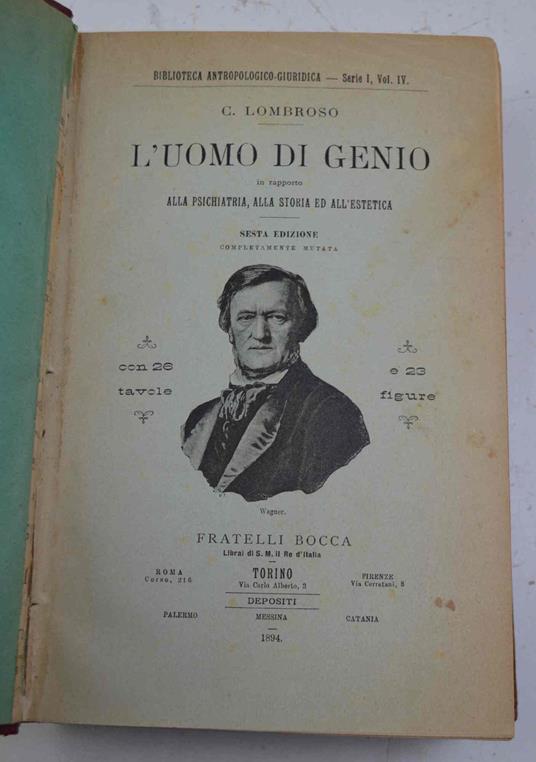 BIBLIOTECA ANTROPOLOGICO-GIURIDICA — Serie I, Vol. IV.
C. LOMBROSO
L'UOMO DI GENIO
in rapporto
ALLA PSICHIATRIA, ALLA STORIA ED ALL'ESTETICA
SESTA EDIZIONE
COMPLETAMENTE MUTATA
con 26
tavole
e 23
figure
Wagner.
FRATELLI BOCCA
Librai di S. M. il Re d'Italia
ROMA
Corso, 216
TORINO
Via Carlo Alberto, 3
FIRENZE
Via Cerretani, 8
DEPOSITI
PALERMO
MESSINA
CATANIA
1894.